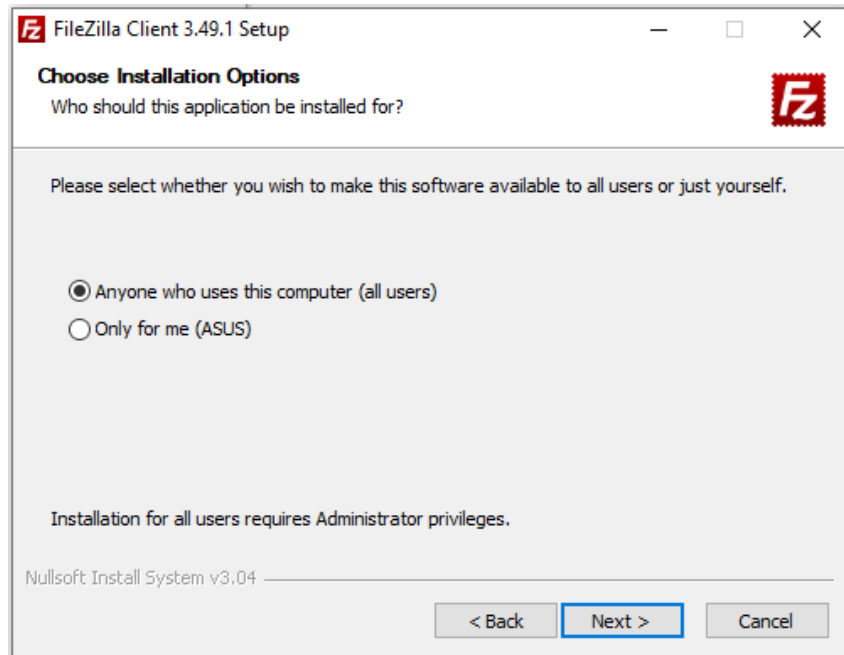 FileZilla Client 3.49.1 Setup
Choose Installation Options
Who should this application be installed for?
Please select whether you wish to make this software available to all users or just yourself.
Anyone who uses this computer (all users)
Only for me (ASUS)
Installation for all users requires Administrator privileges.
Nullsoft Install System v3.04
< Back Next > Cancel